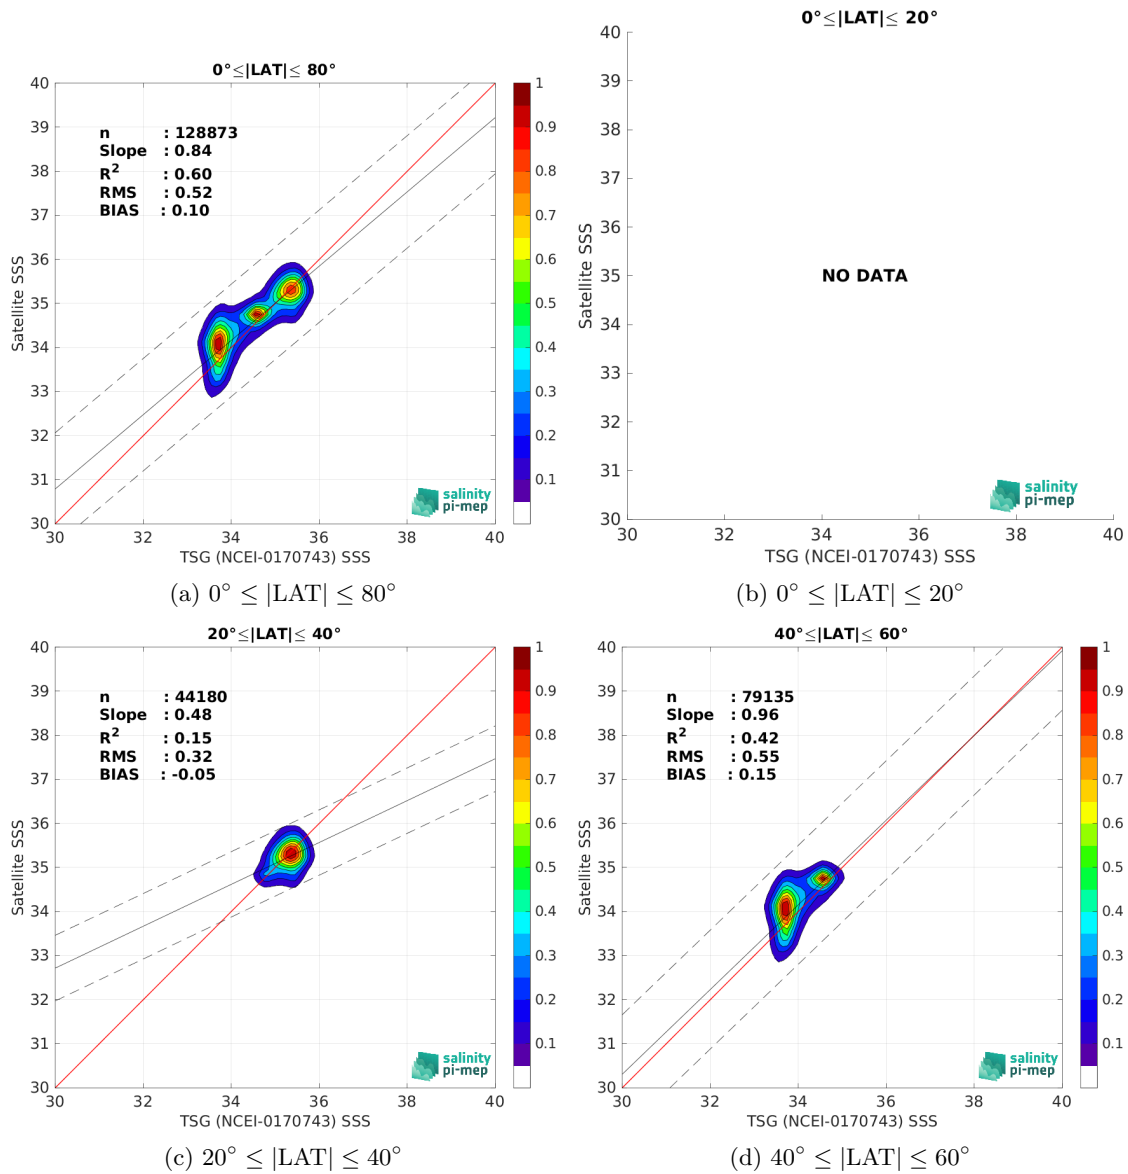 0°≤|LAT|≤ 80°
40
39
38
37
36
35
34
33
32
31
30
Satellite SSS
n : 128873
Slope : 0.84
R² : 0.60
RMS : 0.52
BIAS : 0.10
salinity
pi-mep
30 32 34 36 38 40
TSG (NCEI-0170743) SSS
1
0.9
0.8
0.7
0.6
0.5
0.4
0.3
0.2
0.1
(a) 0° ≤ |LAT| ≤ 80°
0°≤|LAT|≤ 20°
40
39
38
37
36
35
34
33
32
31
30
Satellite SSS
NO DATA
salinity
pi-mep
30 32 34 36 38 40
TSG (NCEI-0170743) SSS
(b) 0° ≤ |LAT| ≤ 20°
20°≤|LAT|≤ 40°
40
39
38
37
36
35
34
33
32
31
30
Satellite SSS
n : 44180
Slope : 0.48
R² : 0.15
RMS : 0.32
BIAS : -0.05
salinity
pi-mep
30 32 34 36 38 40
TSG (NCEI-0170743) SSS
1
0.9
0.8
0.7
0.6
0.5
0.4
0.3
0.2
0.1
(c) 20° ≤ |LAT| ≤ 40°
40°≤|LAT|≤ 60°
40
39
38
37
36
35
34
33
32
31
30
Satellite SSS
n : 79135
Slope : 0.96
R² : 0.42
RMS : 0.55
BIAS : 0.15
salinity
pi-mep
30 32 34 36 38 40
TSG (NCEI-0170743) SSS
1
0.9
0.8
0.7
0.6
0.5
0.4
0.3
0.2
0.1
(d) 40° ≤ |LAT| ≤ 60°